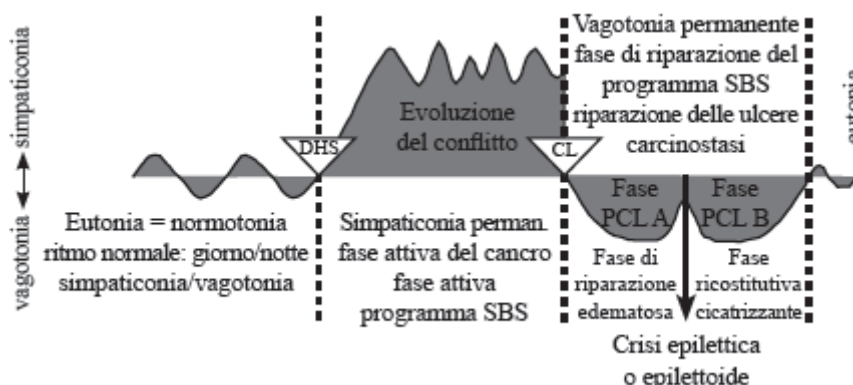 simpaticonia
vagotonia
DHS
Evoluzione
del conflitto
CL
Vagotonia permanente
fase di riparazione del
programma SBS
riparazione delle ulcere
carcinostasi
eutonia
Eutonia = normotonia
ritmo normale: giorno/notte
simpaticonia/vagotonia
Simpaticonia perman.
fase attiva del cancro
fase attiva
programma SBS
Fase
PCL A
Fase
PCL B
Fase di
riparazione
edematosa
Fase
ricostitutiva
cicatrizzante
Crisi epilettica
o epilettoide